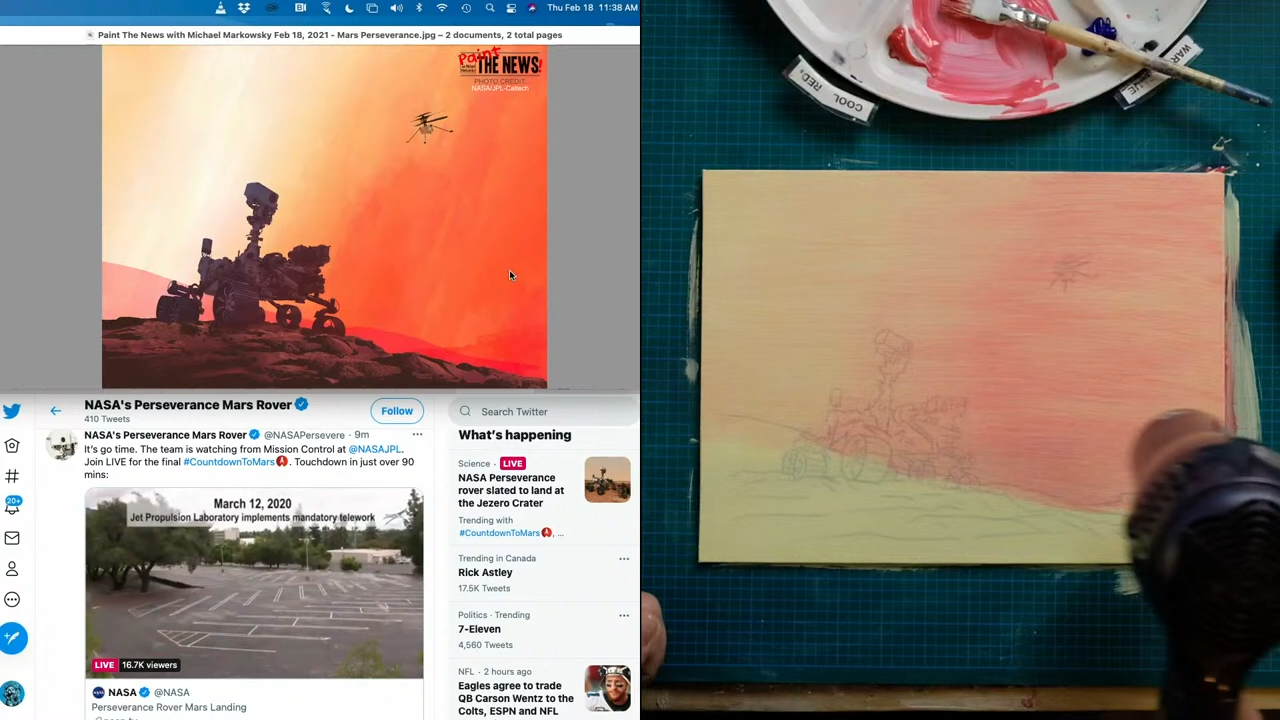 Thu Feb 18 11:38 AM
Paint The News with Michael Markowsky Feb 18, 2021 - Mars Perseverance.jpg – 2 documents, 2 total pages
Paint
THE NEWS!
PHOTO CREDIT:
NASA/JPL-Caltech
COOL
RED,
NASA's Perseverance Mars Rover
410 Tweets
Follow
Search Twitter
NASA's Perseverance Mars Rover @NASAPersevere · 9m
It's go time. The team is watching from Mission Control at @NASAJPL.
Join LIVE for the final #CountdownToMars. Touchdown in just over 90
mins:
March 12, 2020
Jet Propulsion Laboratory implements mandatory telework
LIVE 16.7K viewers
NASA @NASA
Perseverance Rover Mars Landing
20+
What's happening
Science · LIVE
NASA Perseverance
rover slated to land at
the Jezero Crater
Trending with
#CountdownToMars, ...
Trending in Canada
Rick Astley
17.5K Tweets
Politics · Trending
7-Eleven
4,560 Tweets
NFL · 2 hours ago
Eagles agree to trade
QB Carson Wentz to the
Colts, ESPN and NFL